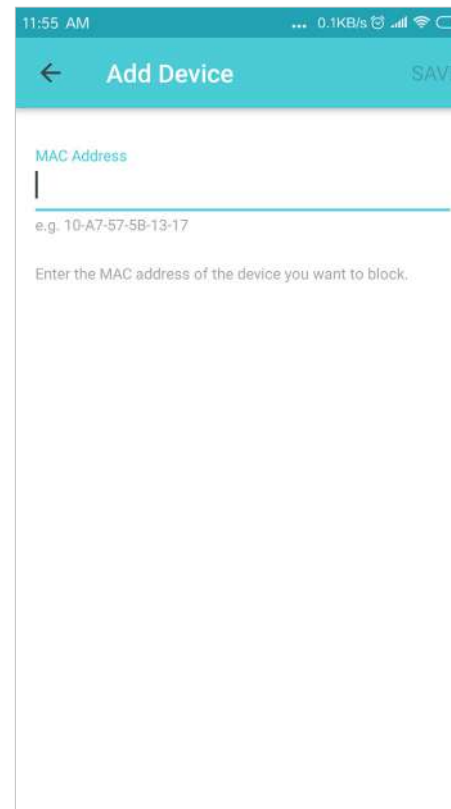 11:55 AM ... 0.1KB/s
Add Device SAV
MAC Address
e.g. 10-A7-57-5B-13-17
Enter the MAC address of the device you want to block.